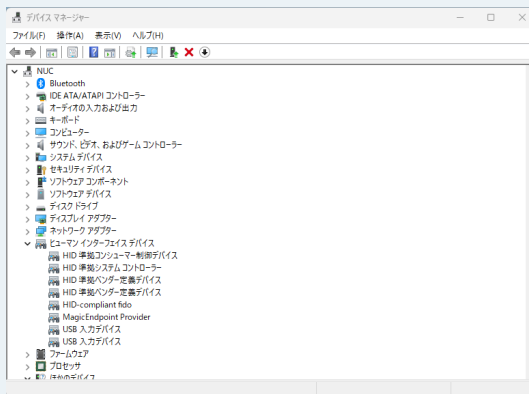 デバイス マネージャー
ファイル(F) 操作(A) 表示(V) ヘルプ(H)
NUC
Bluetooth
IDE ATA/ATAPI コントローラー
オーディオの入力および出力
キーボード
コンピューター
サウンド、ビデオ、およびゲーム コントローラー
システム デバイス
セキュリティ デバイス
ソフトウェア コンポーネント
ソフトウェア デバイス
ディスク ドライブ
ディスプレイ アダプター
ネットワーク アダプター
ヒューマン インターフェイス デバイス
HID 準拠コンシューマー制御デバイス
HID 準拠システム コントローラー
HID 準拠ベンダー定義デバイス
HID 準拠ベンダー定義デバイス
HID-compliant fido
MagicEndpoint Provider
USB 入力デバイス
USB 入力デバイス
ファームウェア
プロセッサ
ほかのデバイス